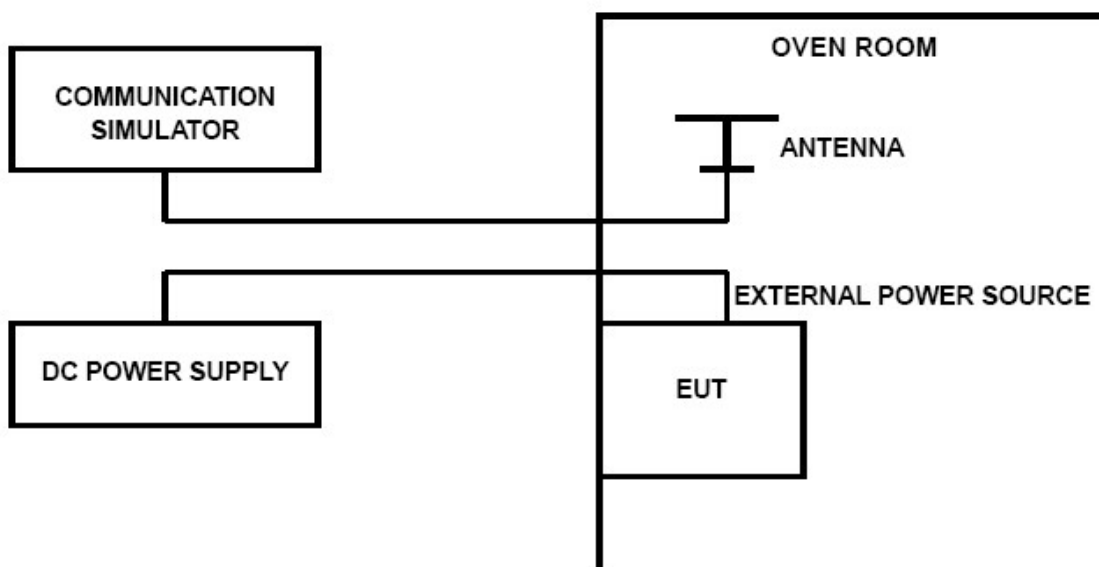 OVEN ROOM
COMMUNICATION
SIMULATOR
ANTENNA
EXTERNAL POWER SOURCE
DC POWER SUPPLY
EUT